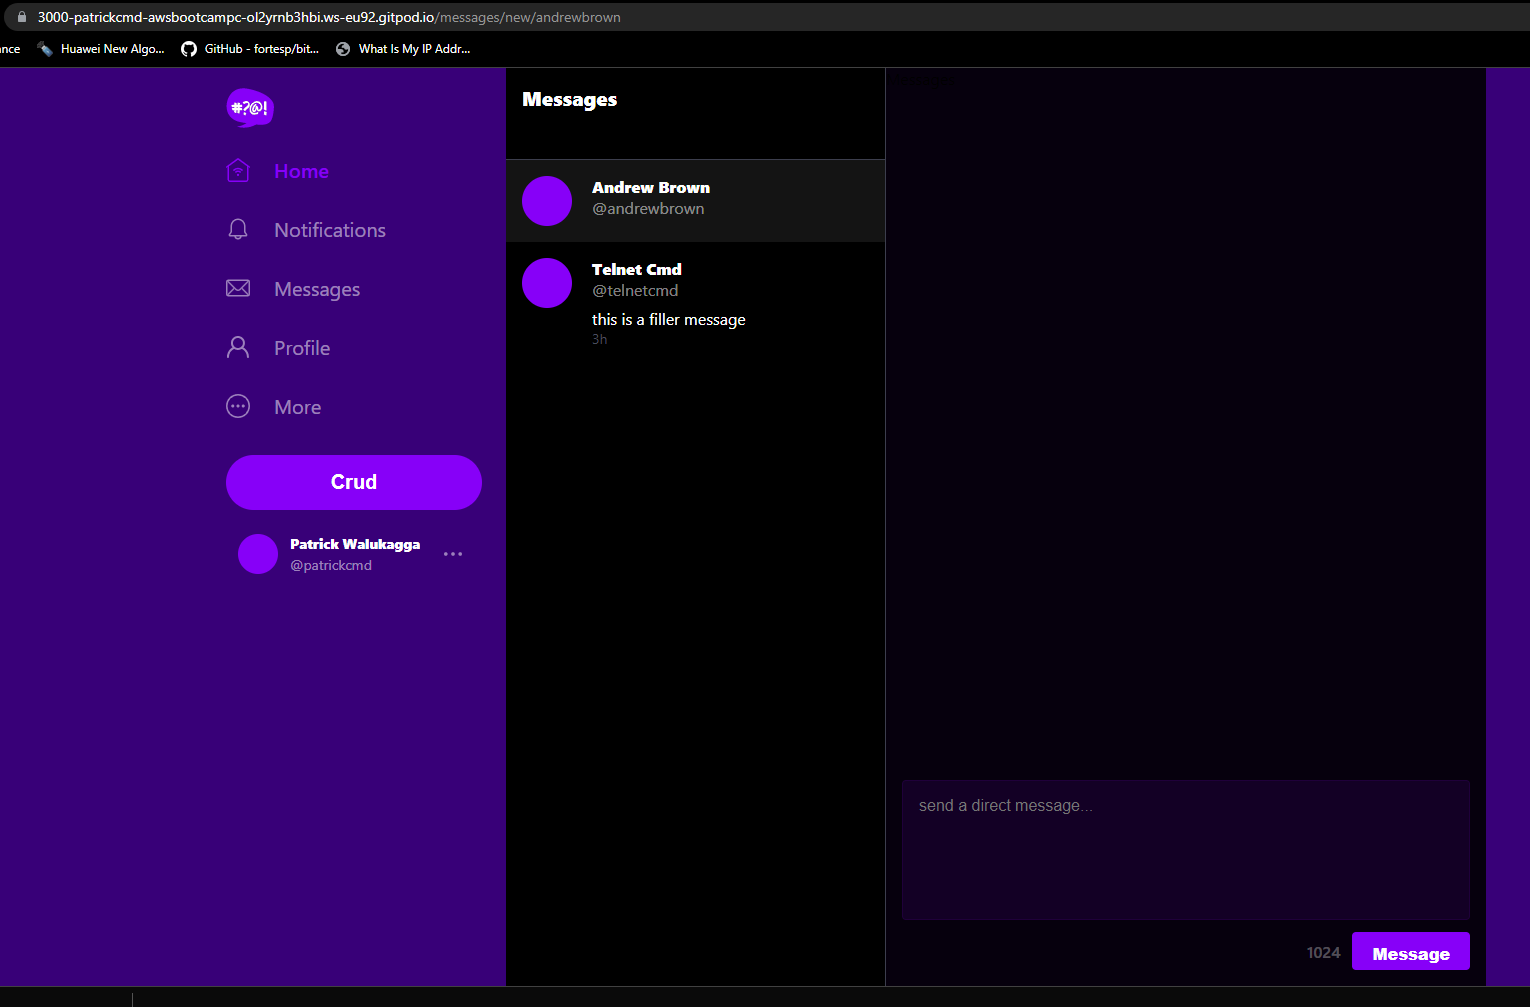 3000-patrickcmd-awsbootcampc-ol2yrnb3hbi.ws-eu92.gitpod.io/messages/new/andrewbrown
nce Huawei New Algo... GitHub - fortesp/bit... What Is My IP Addr...
#?@!
Home
Notifications
Messages
Profile
More
Crud
Patrick Walukagga
@patrickcmd
Messages
Andrew Brown
@andrewbrown
Telnet Cmd
@telnetcmd
this is a filler message
3h
send a direct message...
1024 Message